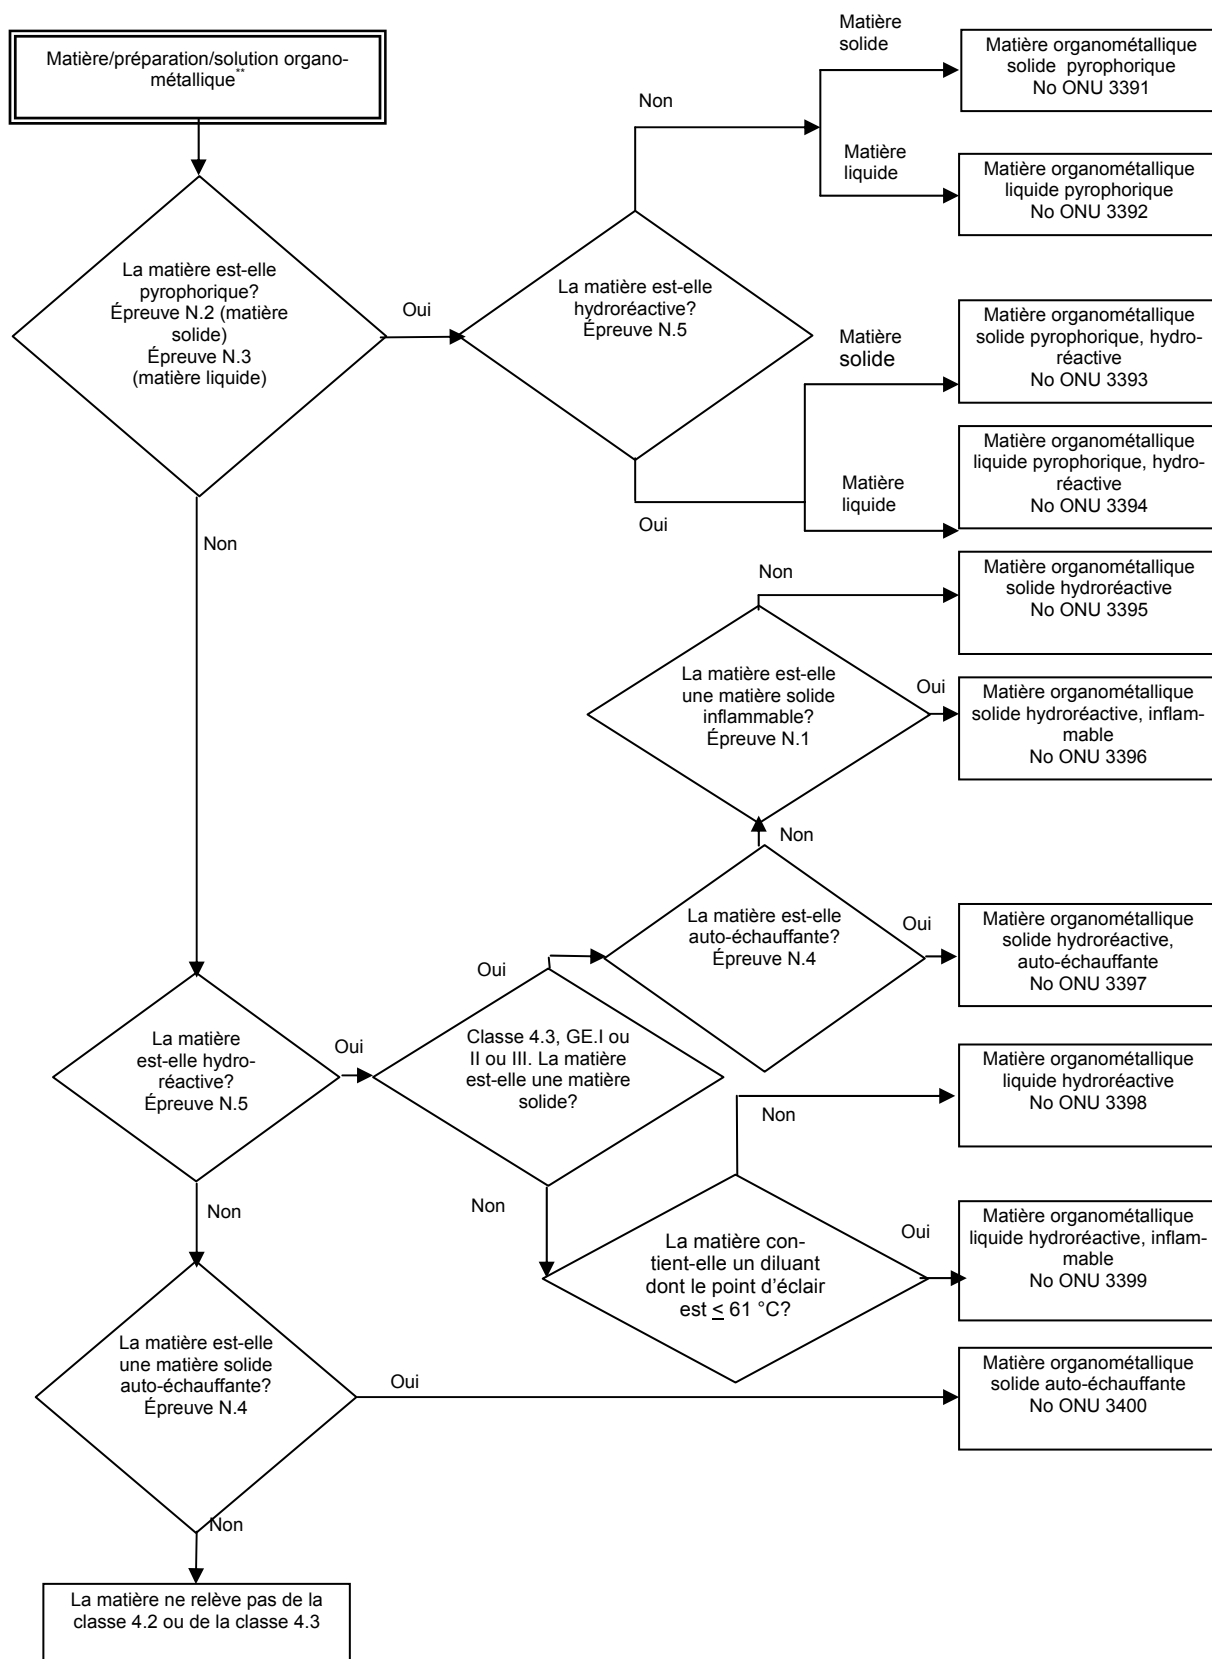 Matière/préparation/solution organo-
métallique**
Matière
solide
Matière organométallique
solide pyrophorique
No ONU 3391
Non
Matière
liquide
Matière organométallique
liquide pyrophorique
No ONU 3392
La matière est-elle
pyrophorique?
Épreuve N.2 (matière
solide)
Épreuve N.3
(matière liquide)
Oui
La matière est-elle
hydroréactive?
Épreuve N.5
Matière
solide
Matière organométallique
solide pyrophorique, hydro-
réactive
No ONU 3393
Matière
liquide
Oui
Matière organométallique
liquide pyrophorique, hydro-
réactive
No ONU 3394
Non
Non
Matière organométallique
solide hydroréactive
No ONU 3395
La matière est-elle
une matière solide
inflammable?
Épreuve N.1
Oui
Matière organométallique
solide hydroréactive, inflam-
mable
No ONU 3396
Non
La matière est-elle
auto-échauffante?
Épreuve N.4
Oui
Matière organométallique
solide hydroréactive,
auto-échauffante
No ONU 3397
Oui
La matière
est-elle hydro-
réactive?
Épreuve N.5
Oui
Classe 4.3, GE.I ou
II ou III. La matière
est-elle une matière
solide?
Matière organométallique
liquide hydroréactive
No ONU 3398
Non
Non
Non
La matière con-
tient-elle un diluant
dont le point d’éclair
est ≤ 61 °C?
Oui
Matière organométallique
liquide hydroréactive, inflam-
mable
No ONU 3399
La matière est-elle
une matière solide
auto-échauffante?
Épreuve N.4
Oui
Matière organométallique
solide auto-échauffante
No ONU 3400
Non
La matière ne relève pas de la
classe 4.2 ou de la classe 4.3